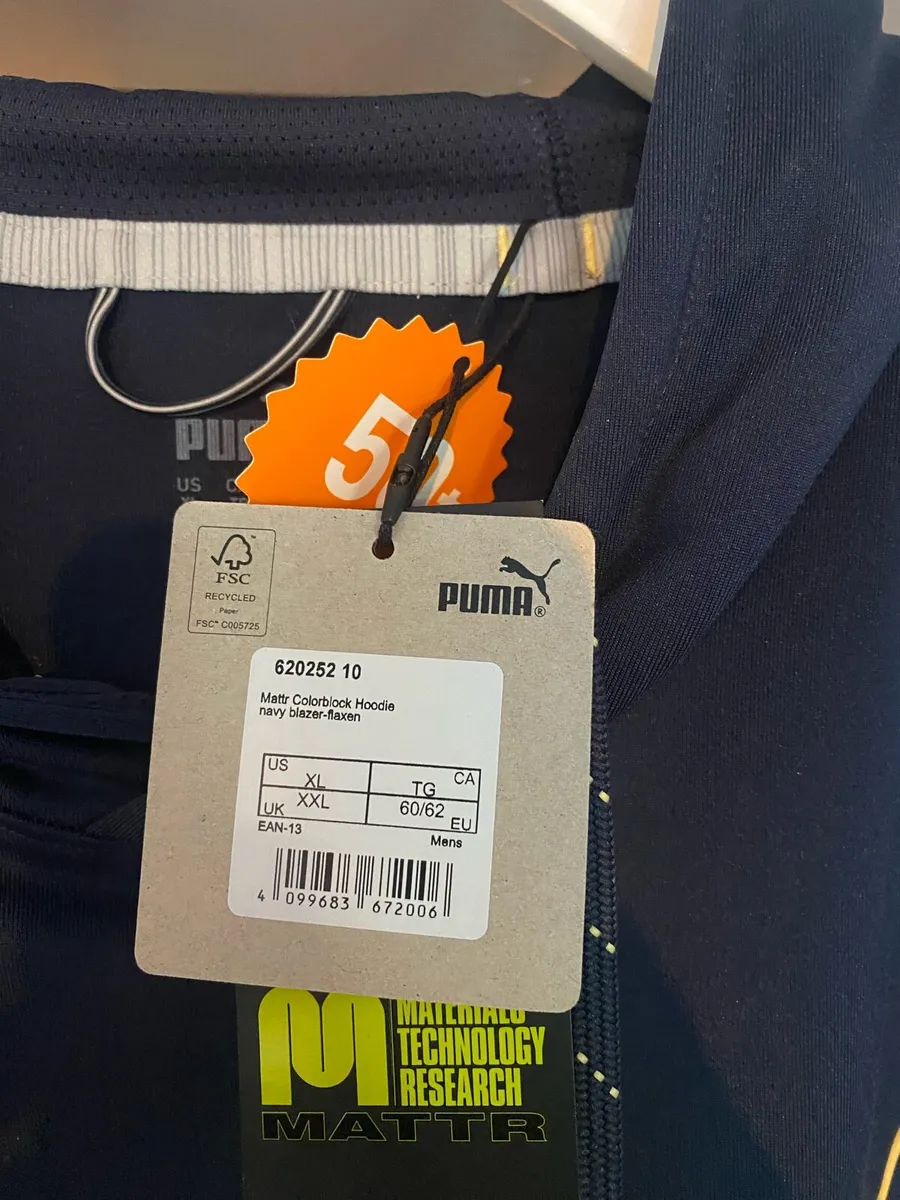 50+
US
FSC
RECYCLED
Paper
FSC™ C005725
PUMA®
620252 10
Mattr Colorblock Hoodie
navy blazer-flaxen
US XL TG CA
UK XXL 60/62 EU
EAN-13
Mens
4 099683 672006
MATERIALS
TECHNOLOGY
RESEARCH
MATTR